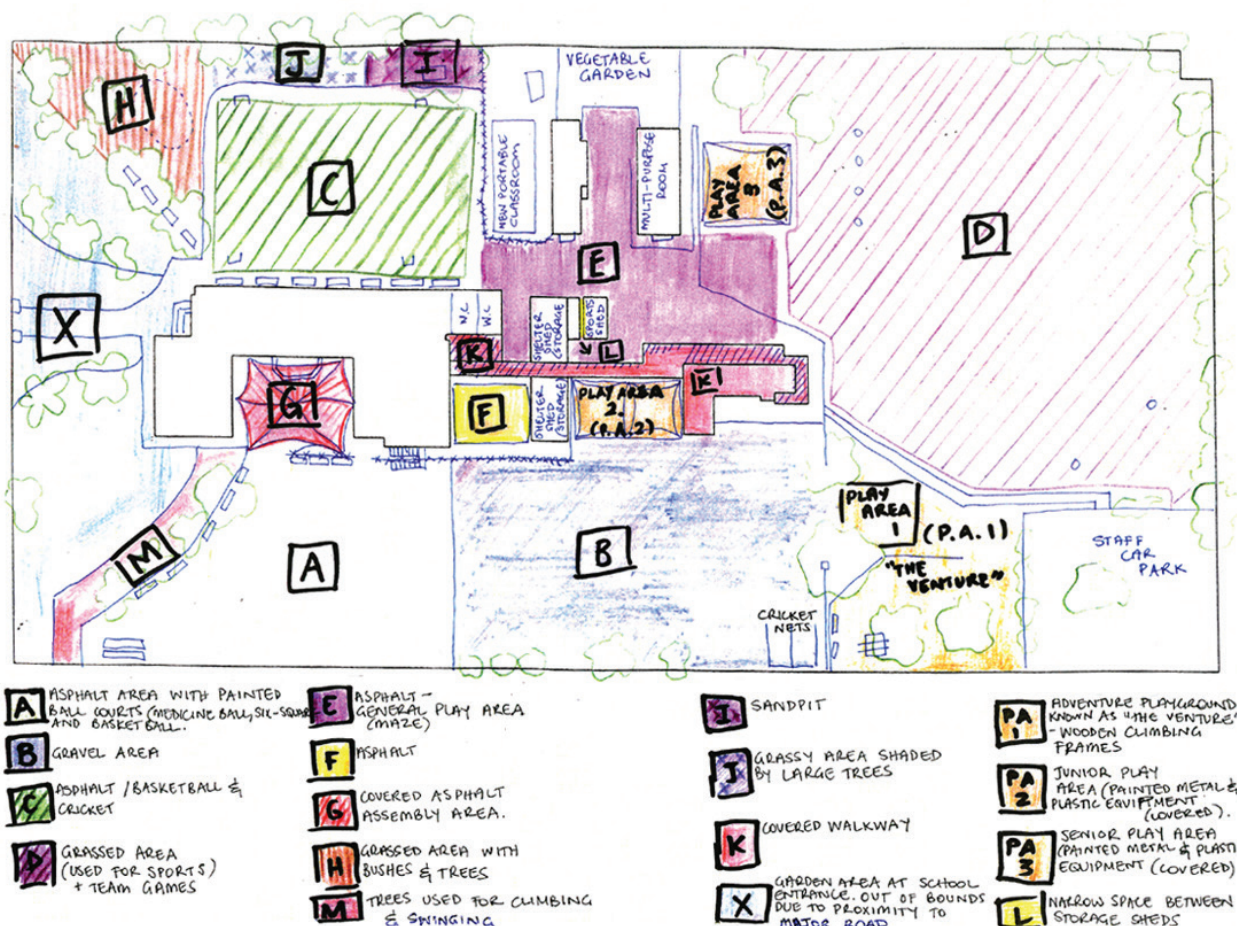 J
I
H
VEGETABLE
GARDEN
C
NEW PORTABLE
CLASSROOM
MULTI-PURPOSE
ROOM
PLAY
AREA
3
(P.A.3)
D
E
X
W.C.
SHELTER
SHED
(STORAGE)
SPORTS
SHED
K
L
G
F
SHELTER
SHED
STORAGE
PLAY AREA
2.
(P.A.2)
K
M
A
B
PLAY
AREA
1
(P.A.1)
"THE
VENTURE"
CRICKET
NETS
STAFF
CAR
PARK
A ASPHALT AREA WITH PAINTED
BALL COURTS (MEDICINE BALL, SIX-SQUARE
AND BASKETBALL.
B GRAVEL AREA
C ASPHALT / BASKETBALL &
CRICKET
D GRASSED AREA
(USED FOR SPORTS)
+ TEAM GAMES
E ASPHALT -
GENERAL PLAY AREA
(MAZE)
F ASPHALT
G COVERED ASPHALT
ASSEMBLY AREA.
H GRASSED AREA WITH
BUSHES & TREES
M TREES USED FOR CLIMBING
& SWINGING
I SANDPIT
J GRASSY AREA SHADED
BY LARGE TREES
K COVERED WALKWAY
X GARDEN AREA AT SCHOOL
ENTRANCE. OUT OF BOUNDS
DUE TO PROXIMITY TO
MAJOR ROAD
PA 1 ADVENTURE PLAYGROUND
KNOWN AS "THE VENTURE"
- WOODEN CLIMBING
FRAMES
PA 2 JUNIOR PLAY
AREA (PAINTED METAL &
PLASTIC EQUIPTMENT
(COVERED).
PA 3 SENIOR PLAY AREA
(PAINTED METAL & PLASTIC
EQUIPMENT (COVERED)
L NARROW SPACE BETWEEN
STORAGE SHEDS